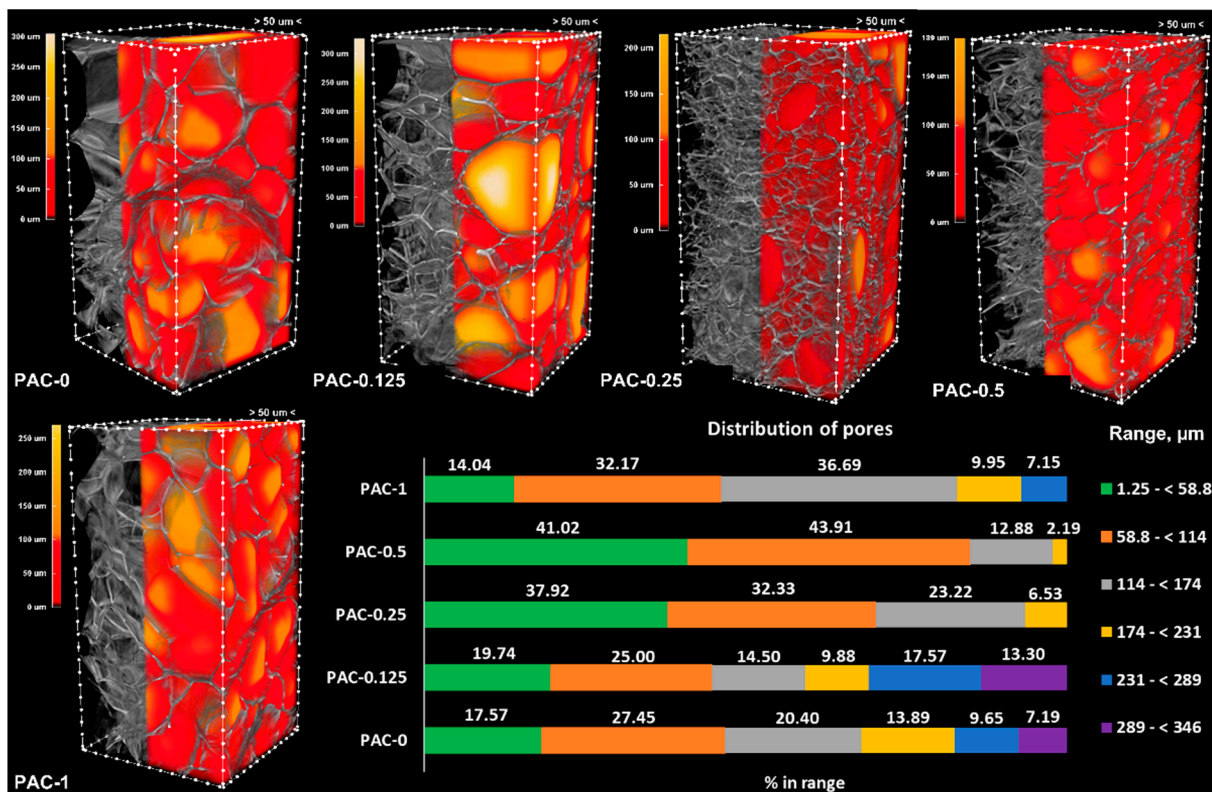 > 50 um <
300 um
250 um
200 um
150 um
100 um
50 um
0 um
PAC-0
> 50 um <
300 um
250 um
200 um
150 um
100 um
50 um
0 um
PAC-0.125
> 50 um <
200 um
150 um
100 um
50 um
0 um
PAC-0.25
> 50 um <
0 um
PAC-0.5
> 50 um <
250 um
200 um
150 um
100 um
50 um
0 um
PAC-1
Distribution of pores
Range, µm
PAC-1
14.04 32.17 36.69 9.95 7.15
PAC-0.5
41.02 43.91 12.88 2.19
PAC-0.25
37.92 32.33 23.22 6.53
PAC-0.125
19.74 25.00 14.50 9.88 17.57 13.30
PAC-0
17.57 27.45 20.40 13.89 9.65 7.19
% in range
1.25 - < 58.8
58.8 - < 114
114 - < 174
174 - < 231
231 - < 289
289 - < 346